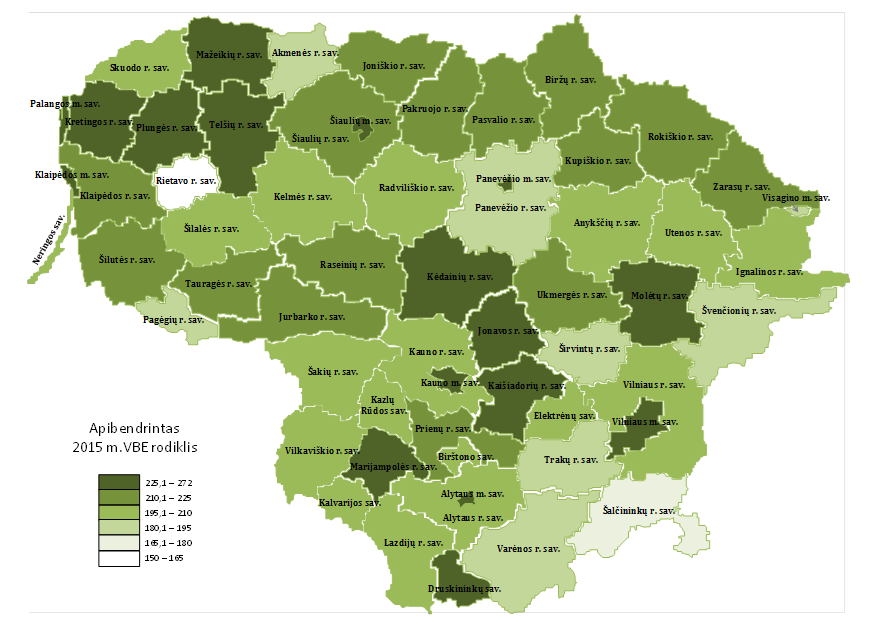 Mažeikių r. sav.
Akmenės r. sav.
Skuodo r. sav.
Joniškio r. sav.
Biržų r. sav.
Palangos m. sav.
Kretingos r. sav.
Plungės r. sav.
Telšių r. sav.
Šiaulių m. sav.
Šiaulių r. sav.
Pakruojo r. sav.
Pasvalio r. sav.
Rokiškio r. sav.
Kupiškio r. sav.
Klaipėdos m. sav.
Klaipėdos r. sav.
Rietavo r. sav.
Kelmės r. sav.
Radviliškio r. sav.
Panevėžio m. sav.
Panevėžio r. sav.
Zarasų r. sav.
Visagino m. sav.
Neringos sav.
Šilalės r. sav.
Anykščių r. sav.
Utenos r. sav.
Šilutės r. sav.
Tauragės r. sav.
Raseinių r. sav.
Kėdainių r. sav.
Ukmergės r. sav.
Molėtų r. sav.
Ignalinos r. sav.
Švenčionių r. sav.
Pagėgių r. sav.
Jurbarko r. sav.
Jonavos r. sav.
Širvintų r. sav.
Šakių r. sav.
Kauno r. sav.
Kauno m. sav.
Kaišiadorių r. sav.
Vilniaus r. sav.
Kazlų
Rūdos sav.
Prienų r. sav.
Elektrėnų sav.
Vilniaus m. sav.
Vilkaviškio r. sav.
Marijampolės r. sav.
Birštono sav.
Trakų r. sav.
Kalvarijos sav.
Alytaus m. sav.
Alytaus r. sav.
Šalčininkų r. sav.
Lazdijų r. sav.
Varėnos r. sav.
Druskininkų sav.
Apibendrintas
2015 m. VBE rodiklis
225,1 – 272
210,1 – 225
195,1 – 210
180,1 – 195
165,1 – 180
150 – 165